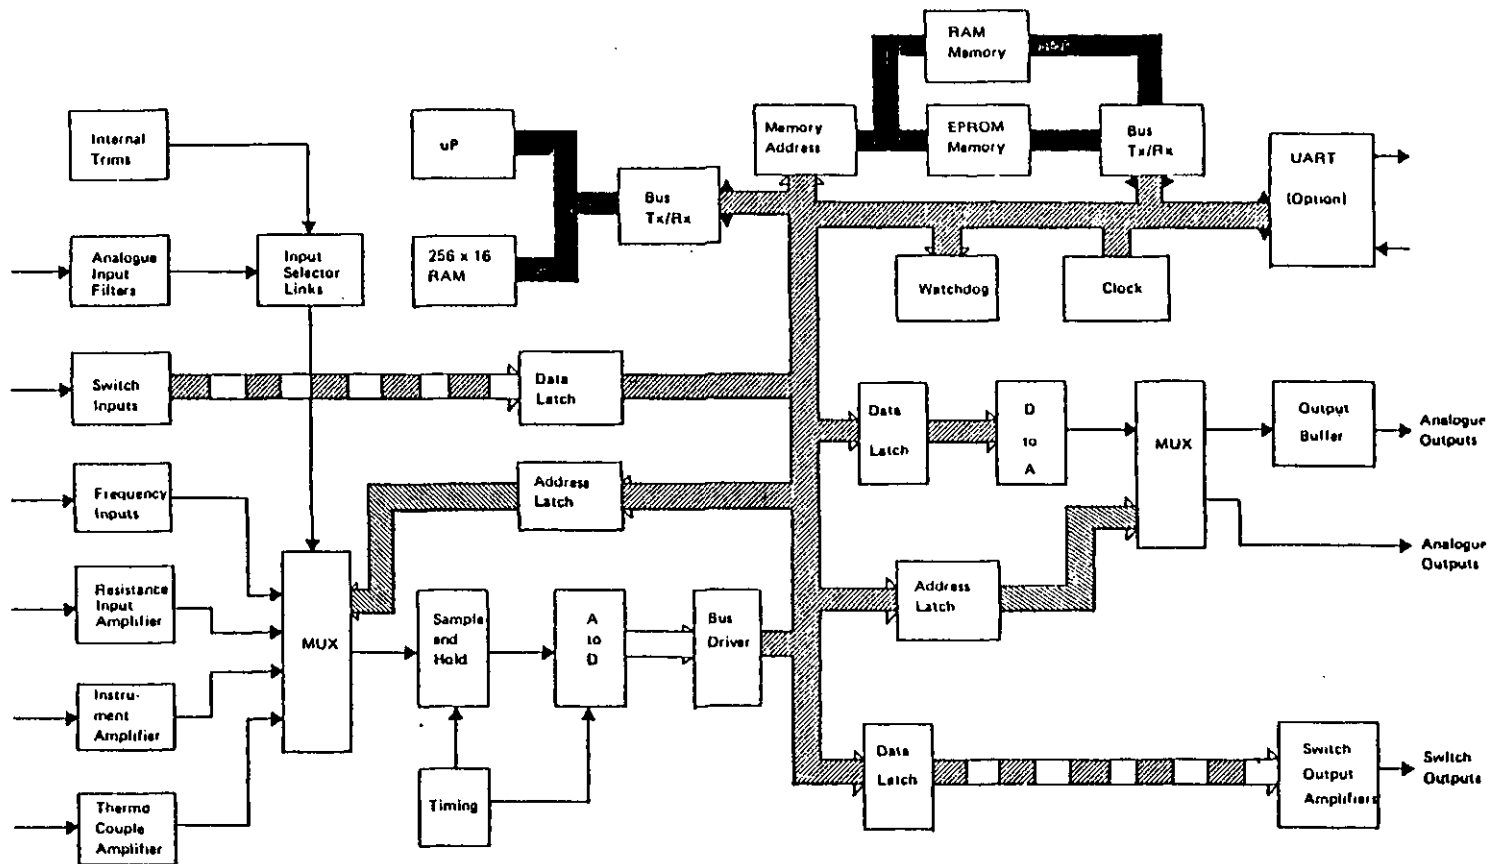 RAM
Memory
Internal
Trims
uP
Memory
Address
EPROM
Memory
Bus
Tx/Rx
UART
(Option)
Bus
Tx/Rx
Analogue
Input
Filters
Input
Selector
Links
256 x 16
RAM
Watchdog
Clock
Switch
Inputs
Data
Latch
Data
Latch
D
to
A
MUX
Output
Buffer
Analogue
Outputs
Frequency
Inputs
Address
Latch
Analogue
Outputs
Resistance
Input
Amplifier
MUX
Sample
and
Hold
A
to
D
Bus
Driver
Address
Latch
Instru-
ment
Amplifier
Timing
Data
Latch
Switch
Output
Amplifiers
Switch
Outputs
Thermo
Couple
Amplifier